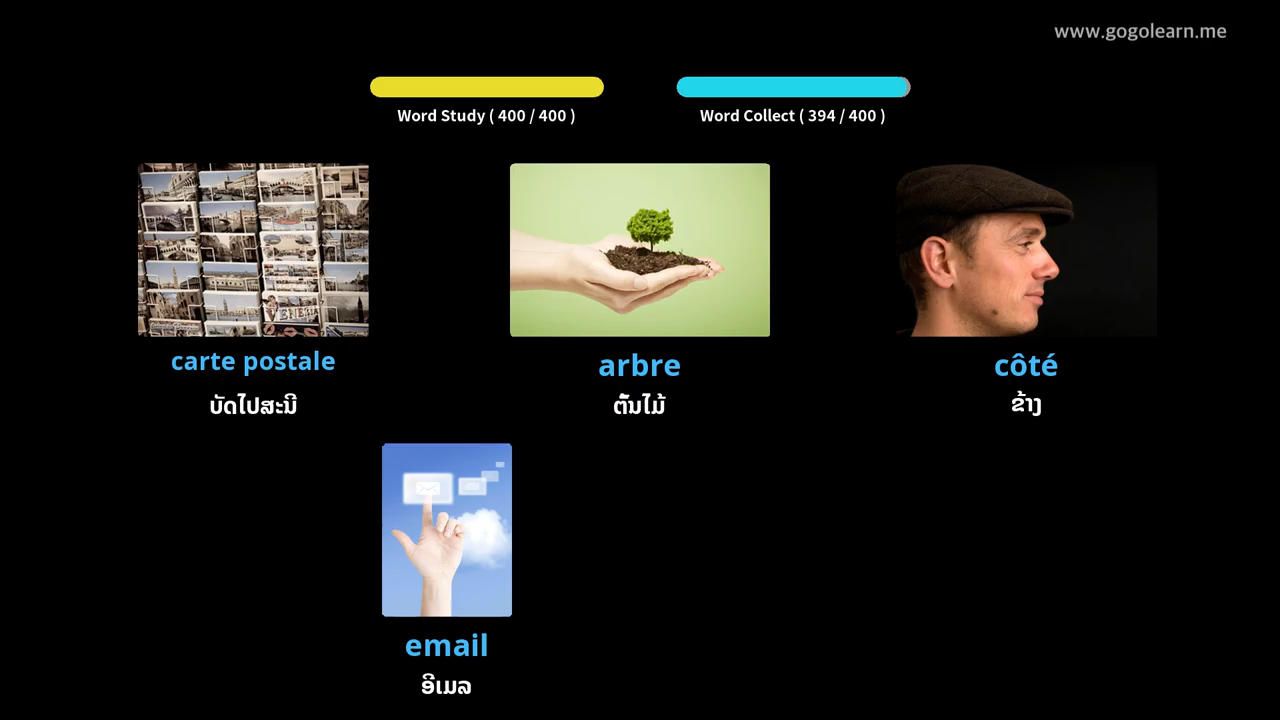 www.gogolearn.me
Word Study ( 400 / 400 )
Word Collect ( 394 / 400 )
carte postale
ບັດໄປສະນີ
arbre
ຕົ້ນໄມ້
côté
ຂ້າງ
email
ອີເມລ